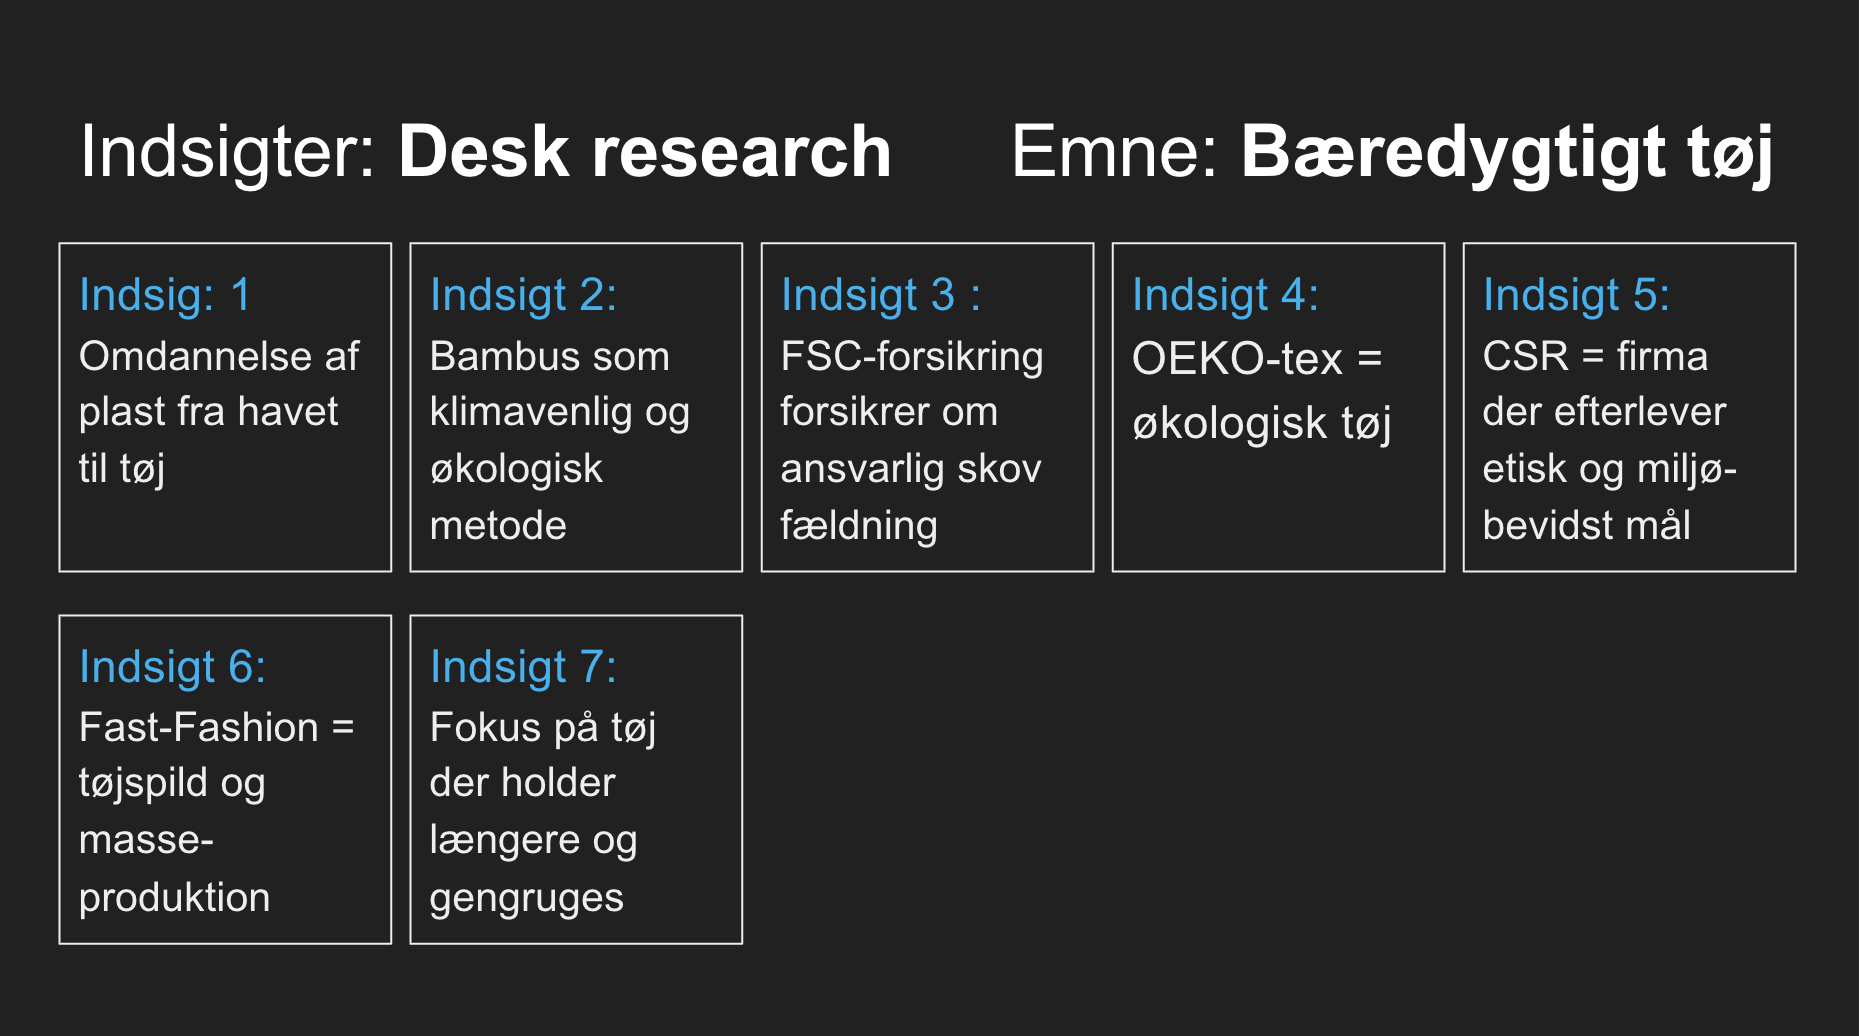 Indsigter: Desk research
Emne: Bæredygtigt tøj
Indsig: 1
Omdannelse af
plast fra havet
til tøj
Indsigt 2:
Bambus som
klimavenlig og
økologisk
metode
Indsigt 3 :
FSC-forsikring
forsikrer om
ansvarlig skov
fældning
Indsigt 4:
OEKO-tex =
økologisk tøj
Indsigt 5:
CSR = firma
der efterlever
etisk og miljø-
bevidst mål
Indsigt 6:
Fast-Fashion =
tøjspild og
masse-
produktion
Indsigt 7:
Fokus på tøj
der holder
længere og
gengruges